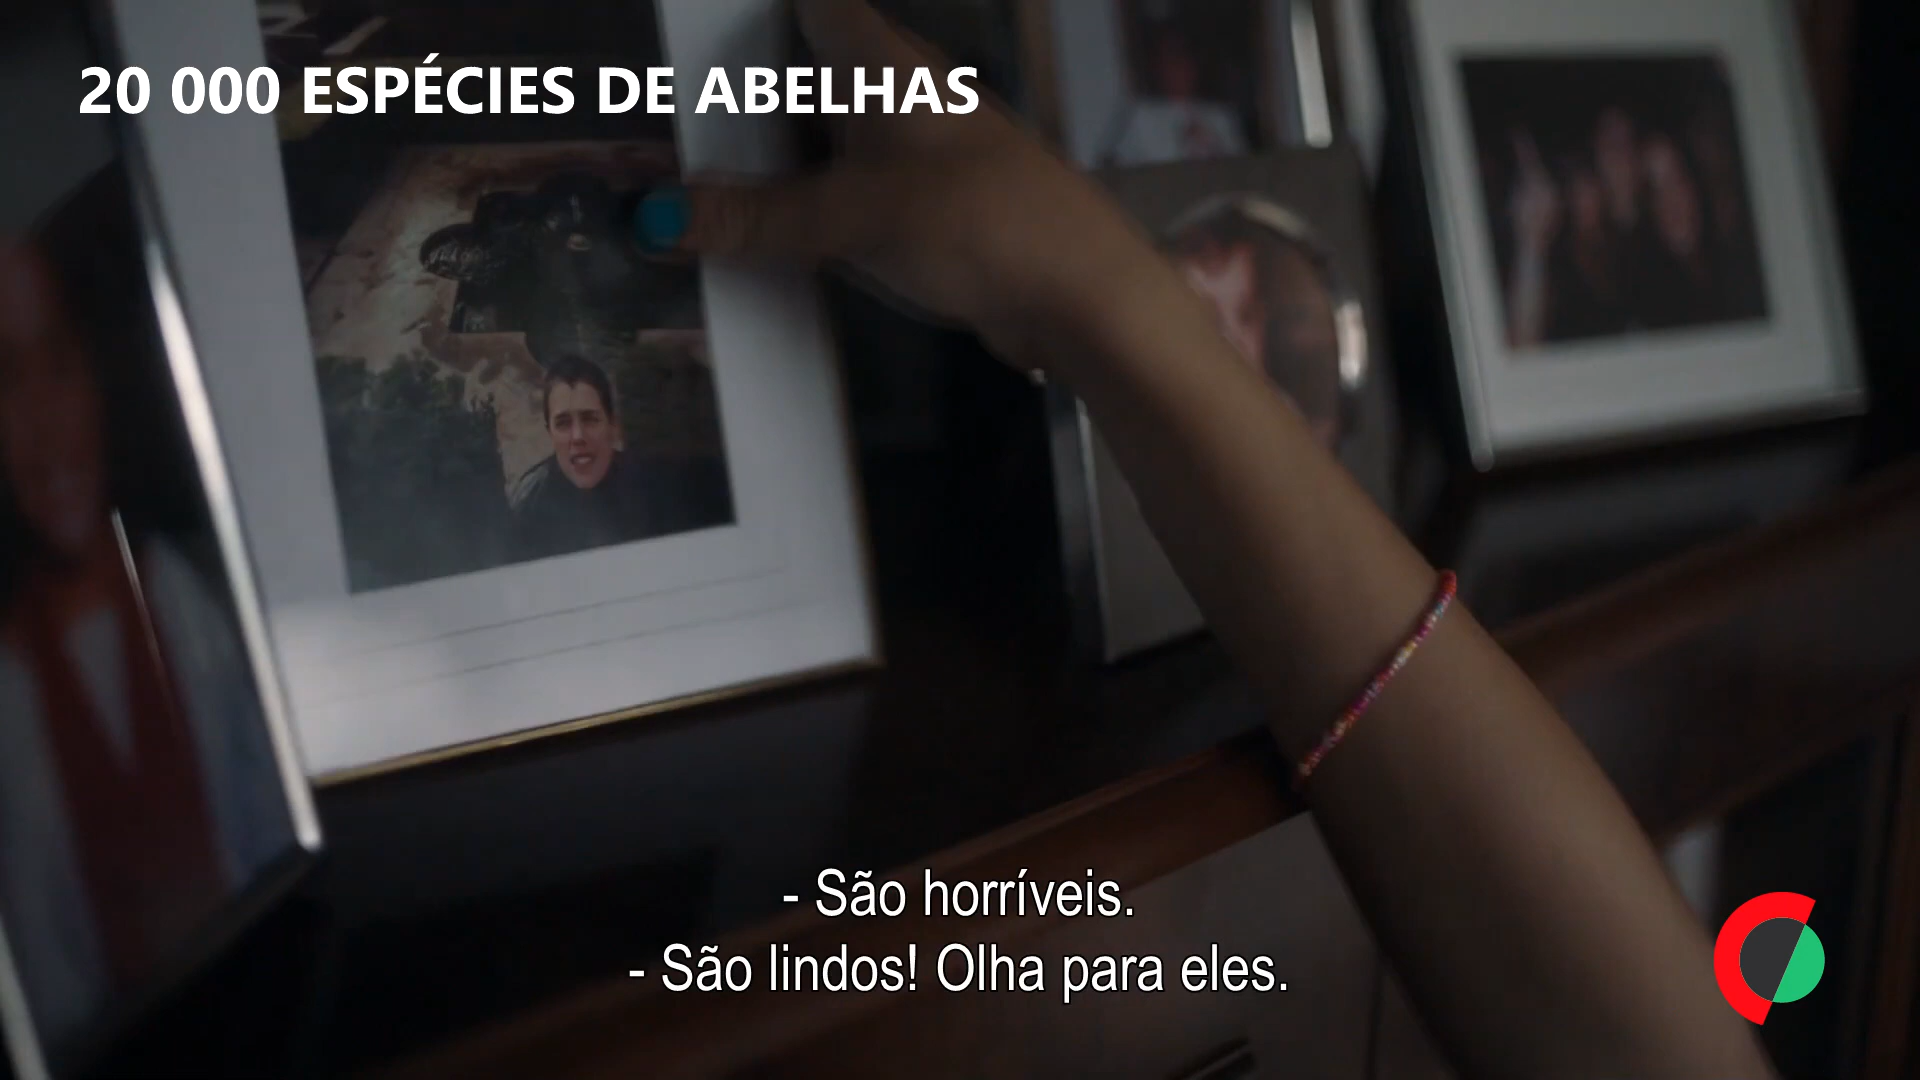 20 000 ESPÉCIES DE ABELHAS
- São horríveis.
- São lindos! Olha para eles.